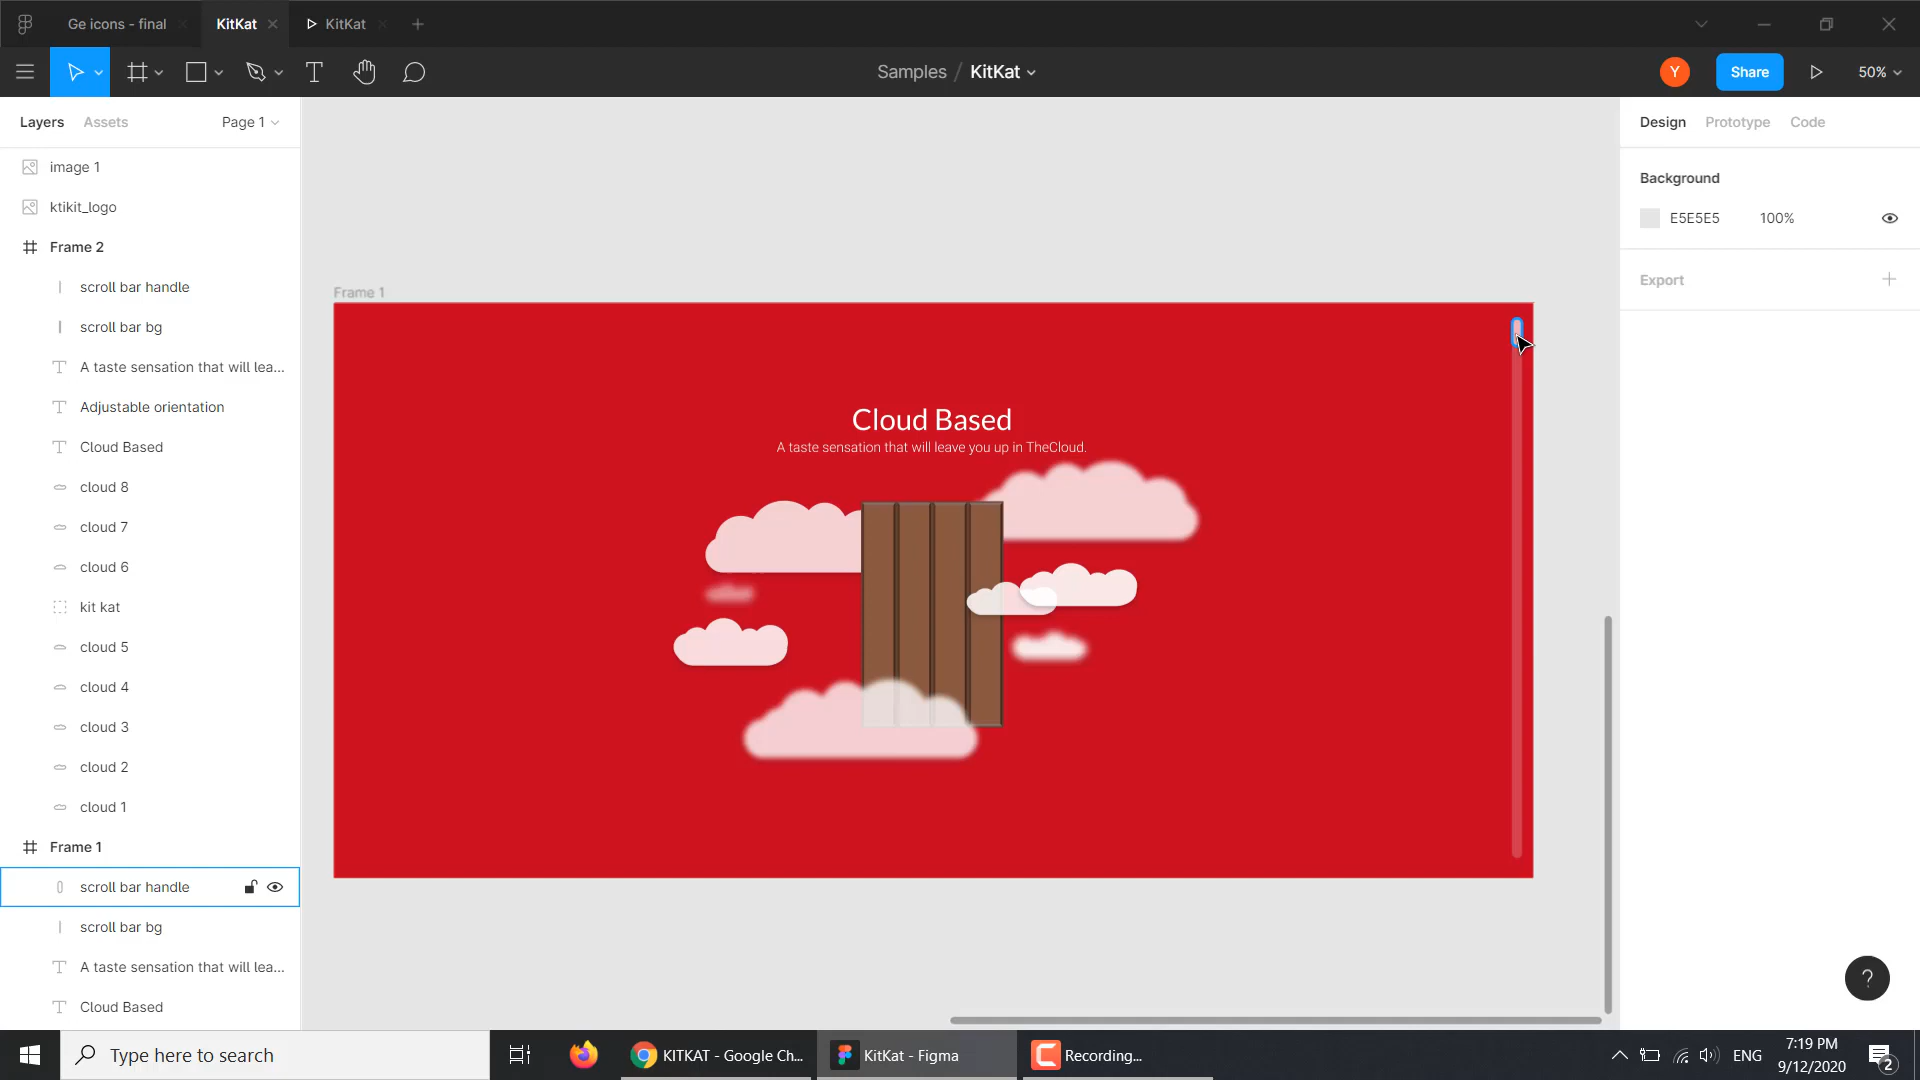 Ge icons - final
KitKat
KitKat
Samples / KitKat
Y
Share
50%
Layers
Assets
Page 1
Design
Prototype
Code
image 1
ktikit_logo
Frame 2
scroll bar handle
scroll bar bg
A taste sensation that will lea...
Adjustable orientation
Cloud Based
cloud 8
cloud 7
cloud 6
kit kat
cloud 5
cloud 4
cloud 3
cloud 2
cloud 1
Frame 1
scroll bar handle
scroll bar bg
A taste sensation that will lea...
Cloud Based
Frame 1
Cloud Based
A taste sensation that will leave you up in TheCloud.
Background
E5E5E5 100%
Export
?
Type here to search
KITKAT - Google Ch...
KitKat - Figma
Recording...
ENG
7:19 PM
9/12/2020
2